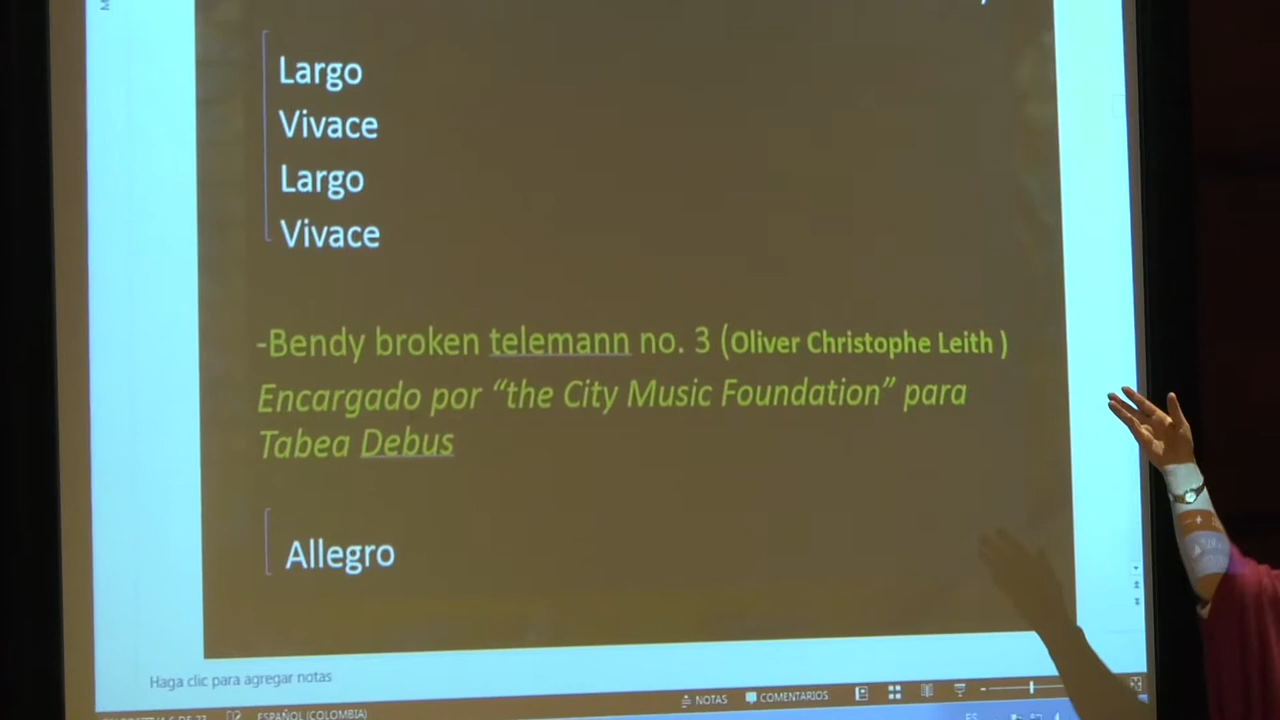 Largo
Vivace
Largo
Vivace
-Bendy broken telemann no. 3 (Oliver Christophe Leith )
Encargado por “the City Music Foundation” para
Tabea Debus
Allegro
Haga clic para agregar notas
NOTAS
COMENTARIOS
ESPAÑOL (COLOMBIA)
ES